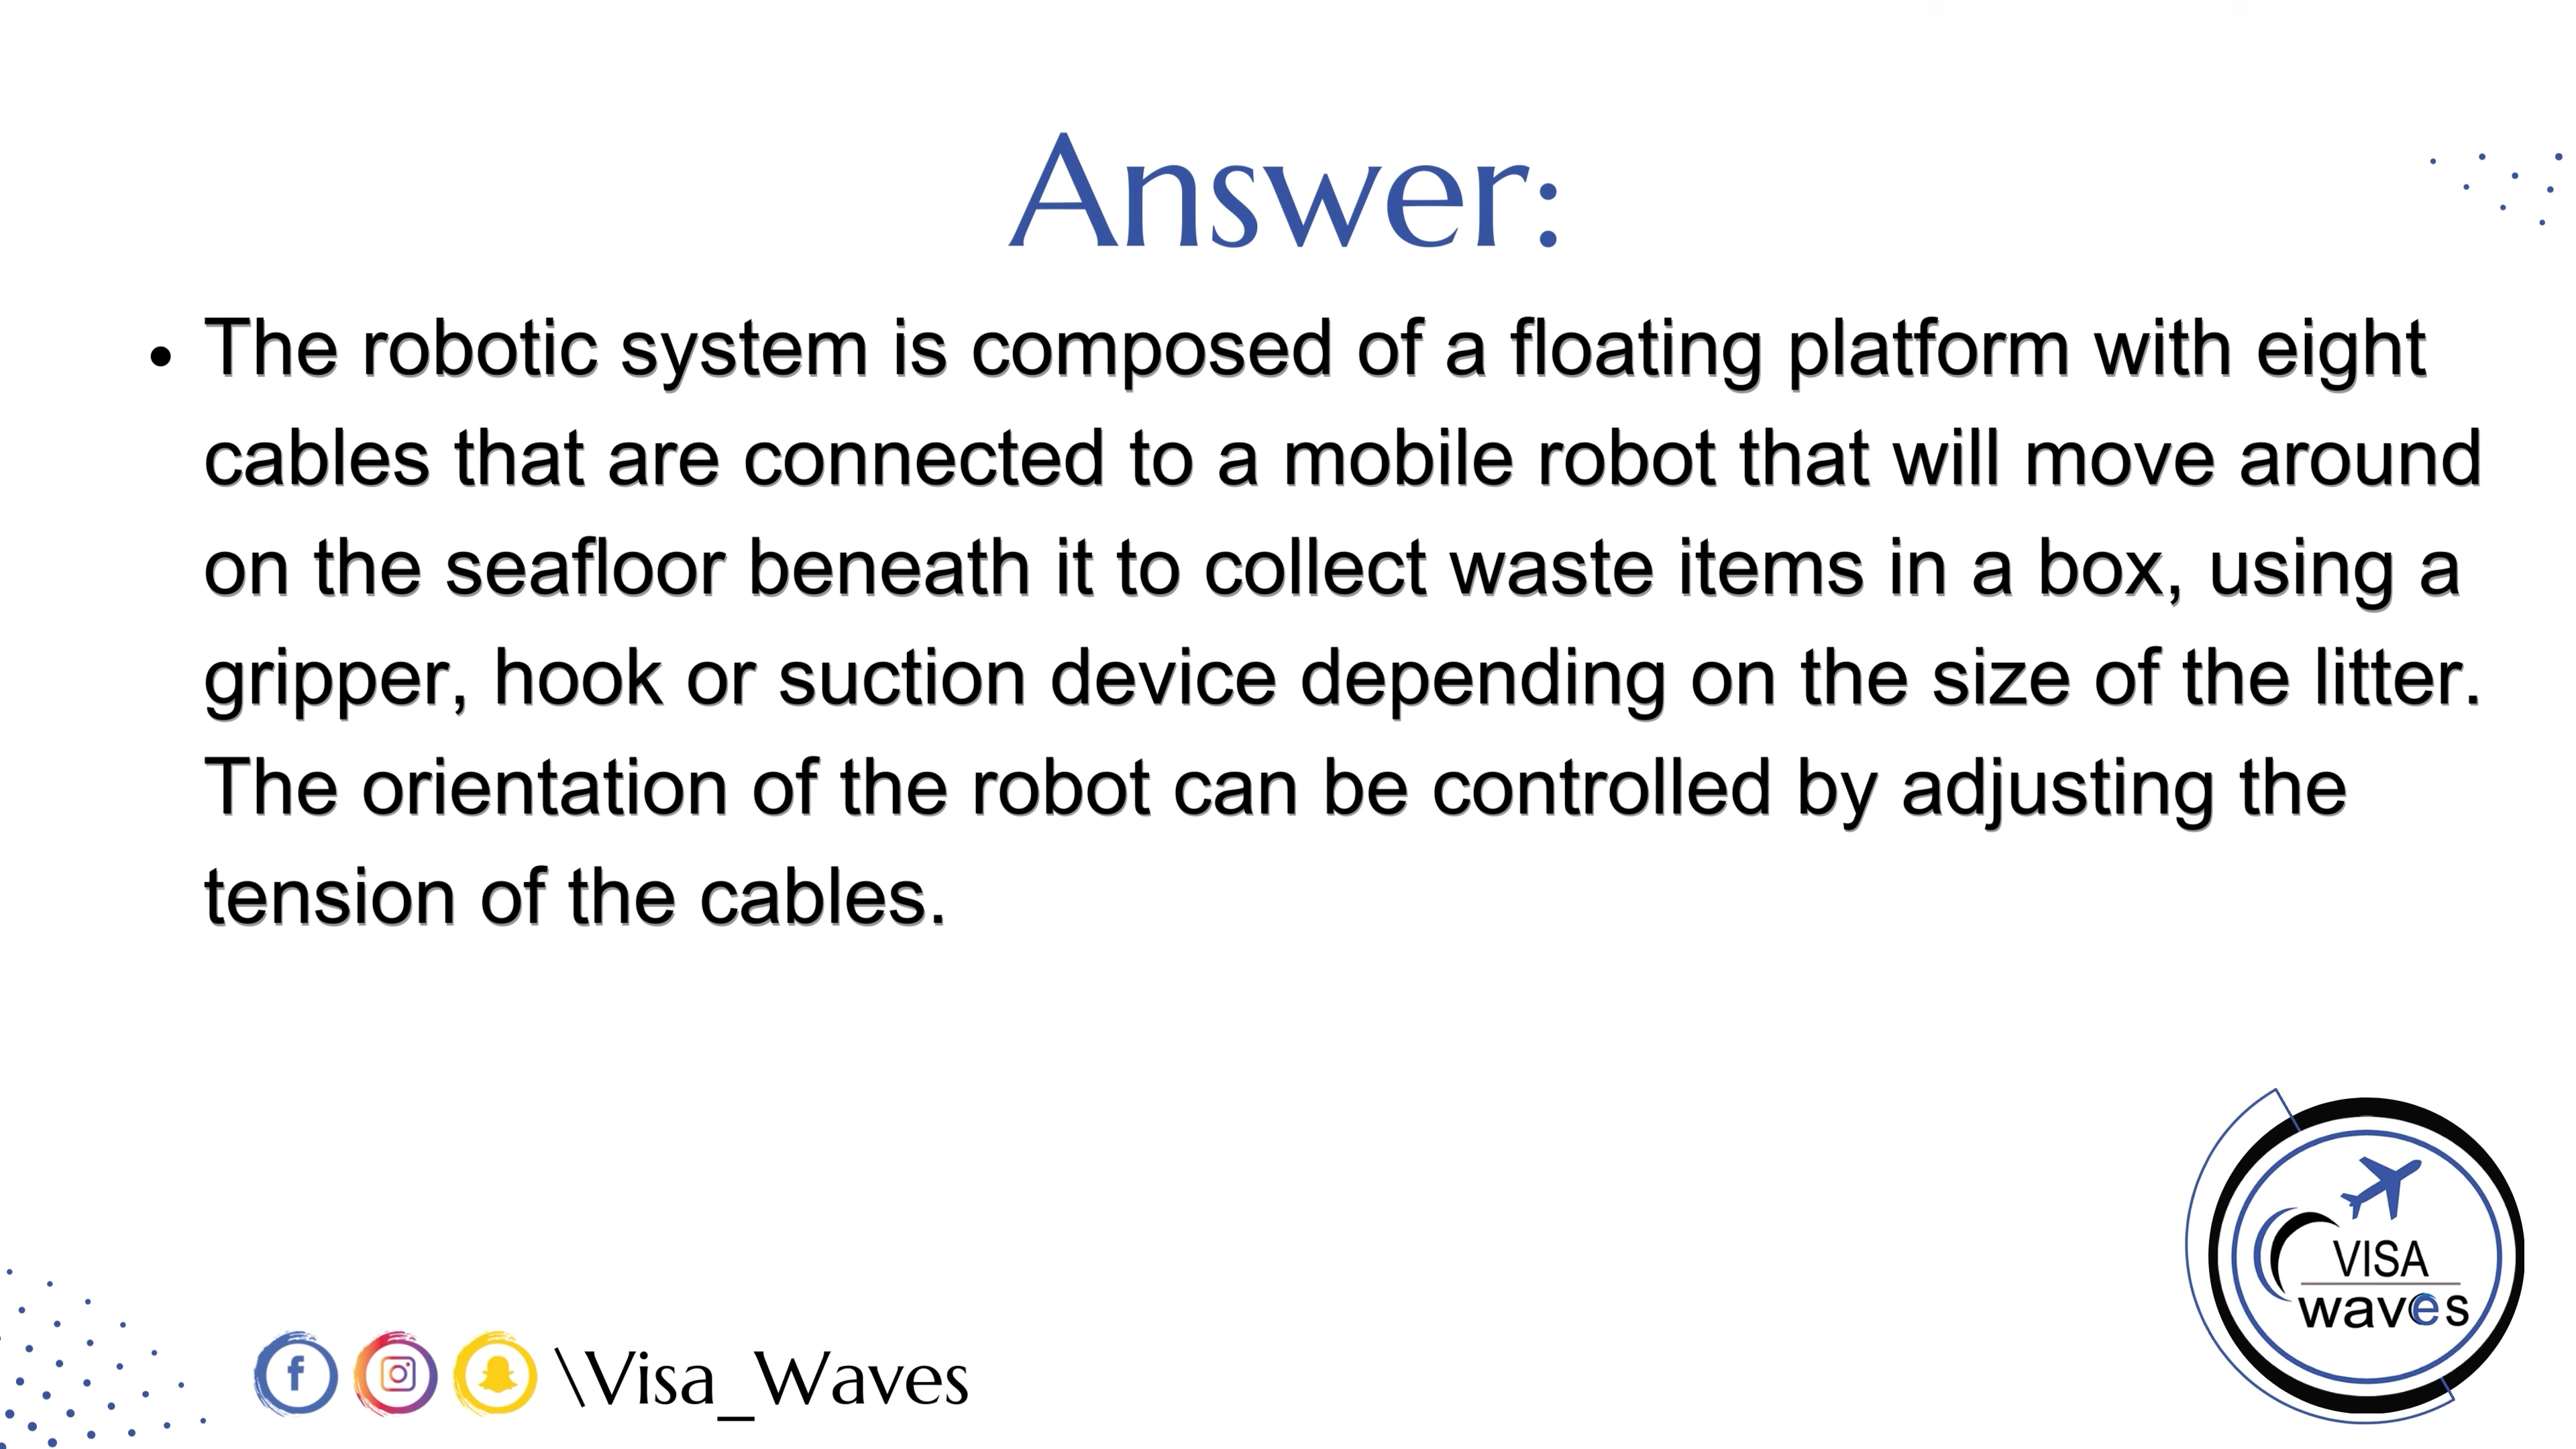 Answer:
• The robotic system is composed of a floating platform with eight
cables that are connected to a mobile robot that will move around
on the seafloor beneath it to collect waste items in a box, using a
gripper, hook or suction device depending on the size of the litter.
The orientation of the robot can be controlled by adjusting the
tension of the cables.
VISA
waves
\Visa_Waves